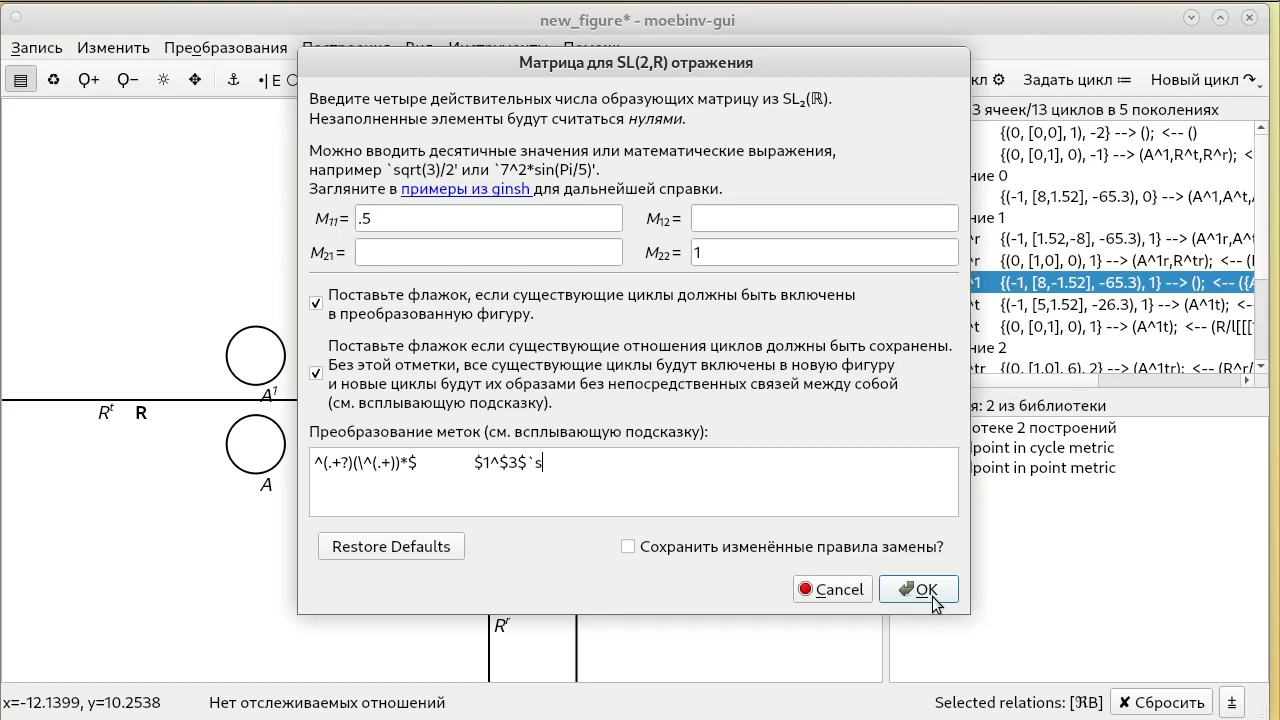 new_figure* - moebinv-gui
Запись Изменить Преобразования
Q+ Q− •| E
кл Задать цикл Новый цикл
Матрица для SL(2,R) отражения
Введите четыре действительных числа образующих матрицу из SL₂(ℝ).
Незаполненные элементы будут считаться нулями.
Можно вводить десятичные значения или математические выражения,
например `sqrt(3)/2' или `7^2*sin(Pi/5)'.
Загляните в примеры из ginsh для дальнейшей справки.
M11= .5 M12=
M21= M22= 1
Поставьте флажок, если существующие циклы должны быть включены
в преобразованную фигуру.
Поставьте флажок если существующие отношения циклов должны быть сохранены.
Без этой отметки, все существующие циклы будут включены в новую фигуру
и новые циклы будут их образами без непосредственных связей между собой
(см. всплывающую подсказку).
Преобразование меток (см. всплывающую подсказку):
^(.+?)(\^(.+))*$ $1^$3$`s
Restore Defaults
Сохранить изменённые правила замены?
Cancel OK
3 ячеек/13 циклов в 5 поколениях
{(0, [0,0], 1), -2} --> (); <-- ()
{(0, [0,1], 0), -1} --> (A^1,R^t,R^r); <
ние 0
{(-1, [8,1.52], -65.3), 0} --> (A^1,A^t,
ние 1
^r {(-1, [1.52,-8], -65.3), 1} --> (A^1r,A^t
^r {(0, [1,0], 0), 1} --> (A^1r,R^tr); <-- (
^1 {(-1, [8,-1.52], -65.3), 1} --> (); <-- ({
^t {(-1, [5,1.52], -26.3), 1} --> (A^1t); <-
^t {(0, [0,1], 0), 1} --> (A^1t); <-- (R/l[[[
ние 2
^tr {(0, [1,0], 6), 2} --> (A^1tr); <-- (R^r
я: 2 из библиотеки
отеке 2 построений
lpoint in cycle metric
lpoint in point metric
A¹
Rᵗ R
A
Rʳ
x=-12.1399, y=10.2538 Нет отслеживаемых отношений
Selected relations: [ℜB] ✘ Сбросить ±